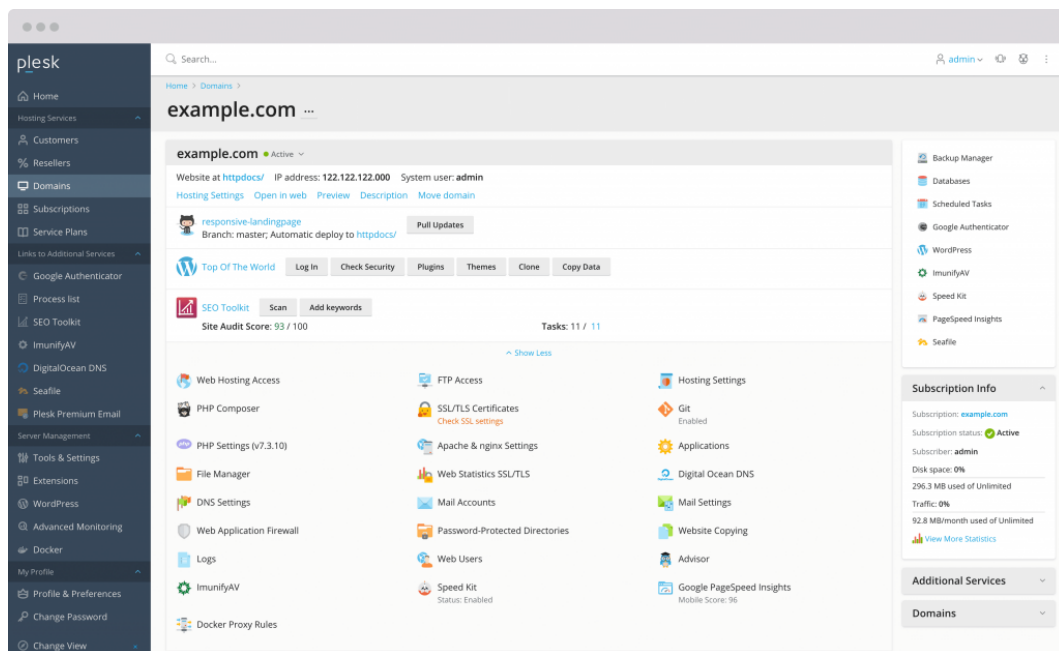 plesk
Home
Hosting Services
Customers
Resellers
Domains
Subscriptions
Service Plans
Links to Additional Services
Google Authenticator
Process list
SEO Toolkit
ImunifyAV
DigitalOcean DNS
Seafile
Plesk Premium Email
Server Management
Tools & Settings
Extensions
WordPress
Advanced Monitoring
Docker
My Profile
Profile & Preferences
Change Password
Change View
Search...
admin
Home > Domains >
example.com ...
example.com Active
Website at httpdocs/ IP address: 122.122.122.000 System user: admin
Hosting Settings Open in web Preview Description Move domain
responsive-landingpage
Branch: master; Automatic deploy to httpdocs/
Pull Updates
Top Of The World Log In Check Security Plugins Themes Clone Copy Data
SEO Toolkit Scan Add keywords
Site Audit Score: 93 / 100 Tasks: 11 / 11
Show Less
Web Hosting Access FTP Access Hosting Settings
PHP Composer SSL/TLS Certificates Git
Check SSL settings Enabled
PHP Settings (v7.3.10) Apache & nginx Settings Applications
File Manager Web Statistics SSL/TLS Digital Ocean DNS
DNS Settings Mail Accounts Mail Settings
Web Application Firewall Password-Protected Directories Website Copying
Logs Web Users Advisor
ImunifyAV Speed Kit Google PageSpeed Insights
Status: Enabled Mobile Score: 96
Docker Proxy Rules
Backup Manager
Databases
Scheduled Tasks
Google Authenticator
WordPress
ImunifyAV
Speed Kit
PageSpeed Insights
Seafile
Subscription Info
Subscription: example.com
Subscription status: Active
Subscriber: admin
Disk space: 0%
296.3 MB used of Unlimited
Traffic: 0%
92.8 MB/month used of Unlimited
View More Statistics
Additional Services
Domains